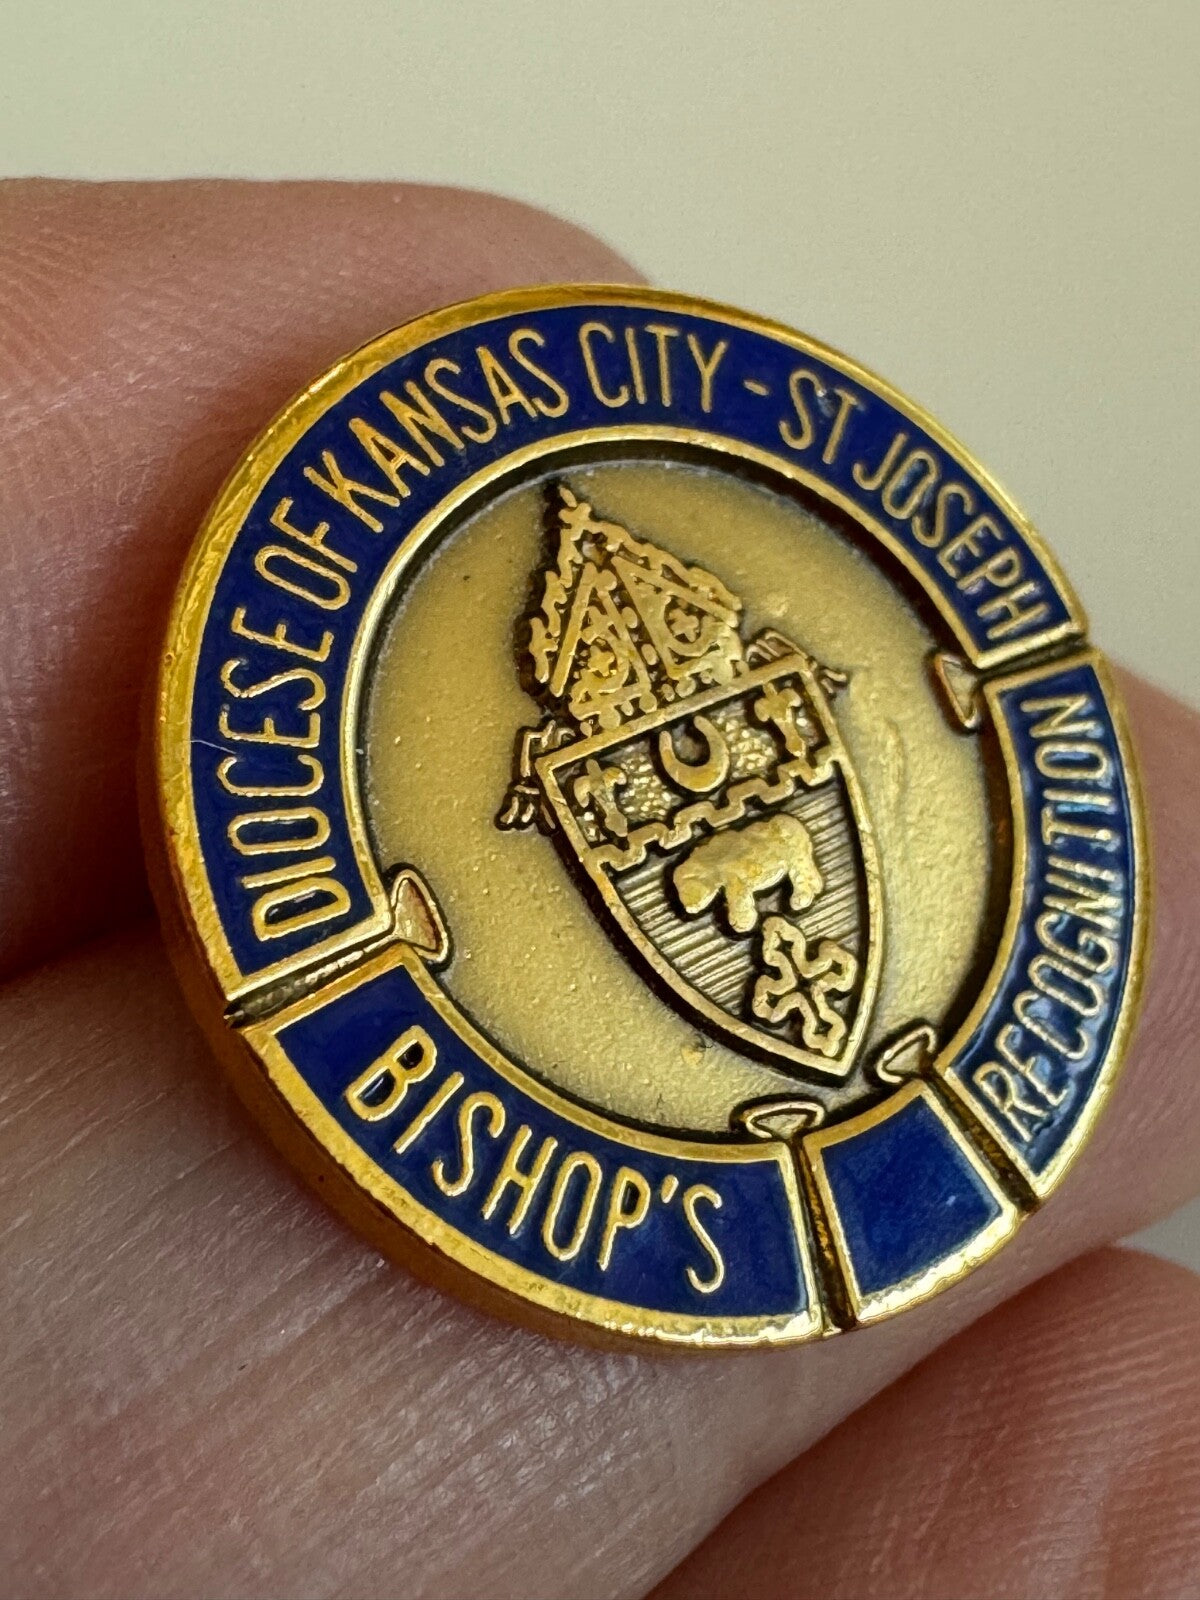 DIOCESE OF KANSAS CITY - ST JOSEPH
BISHOP'S
RECOGNITION